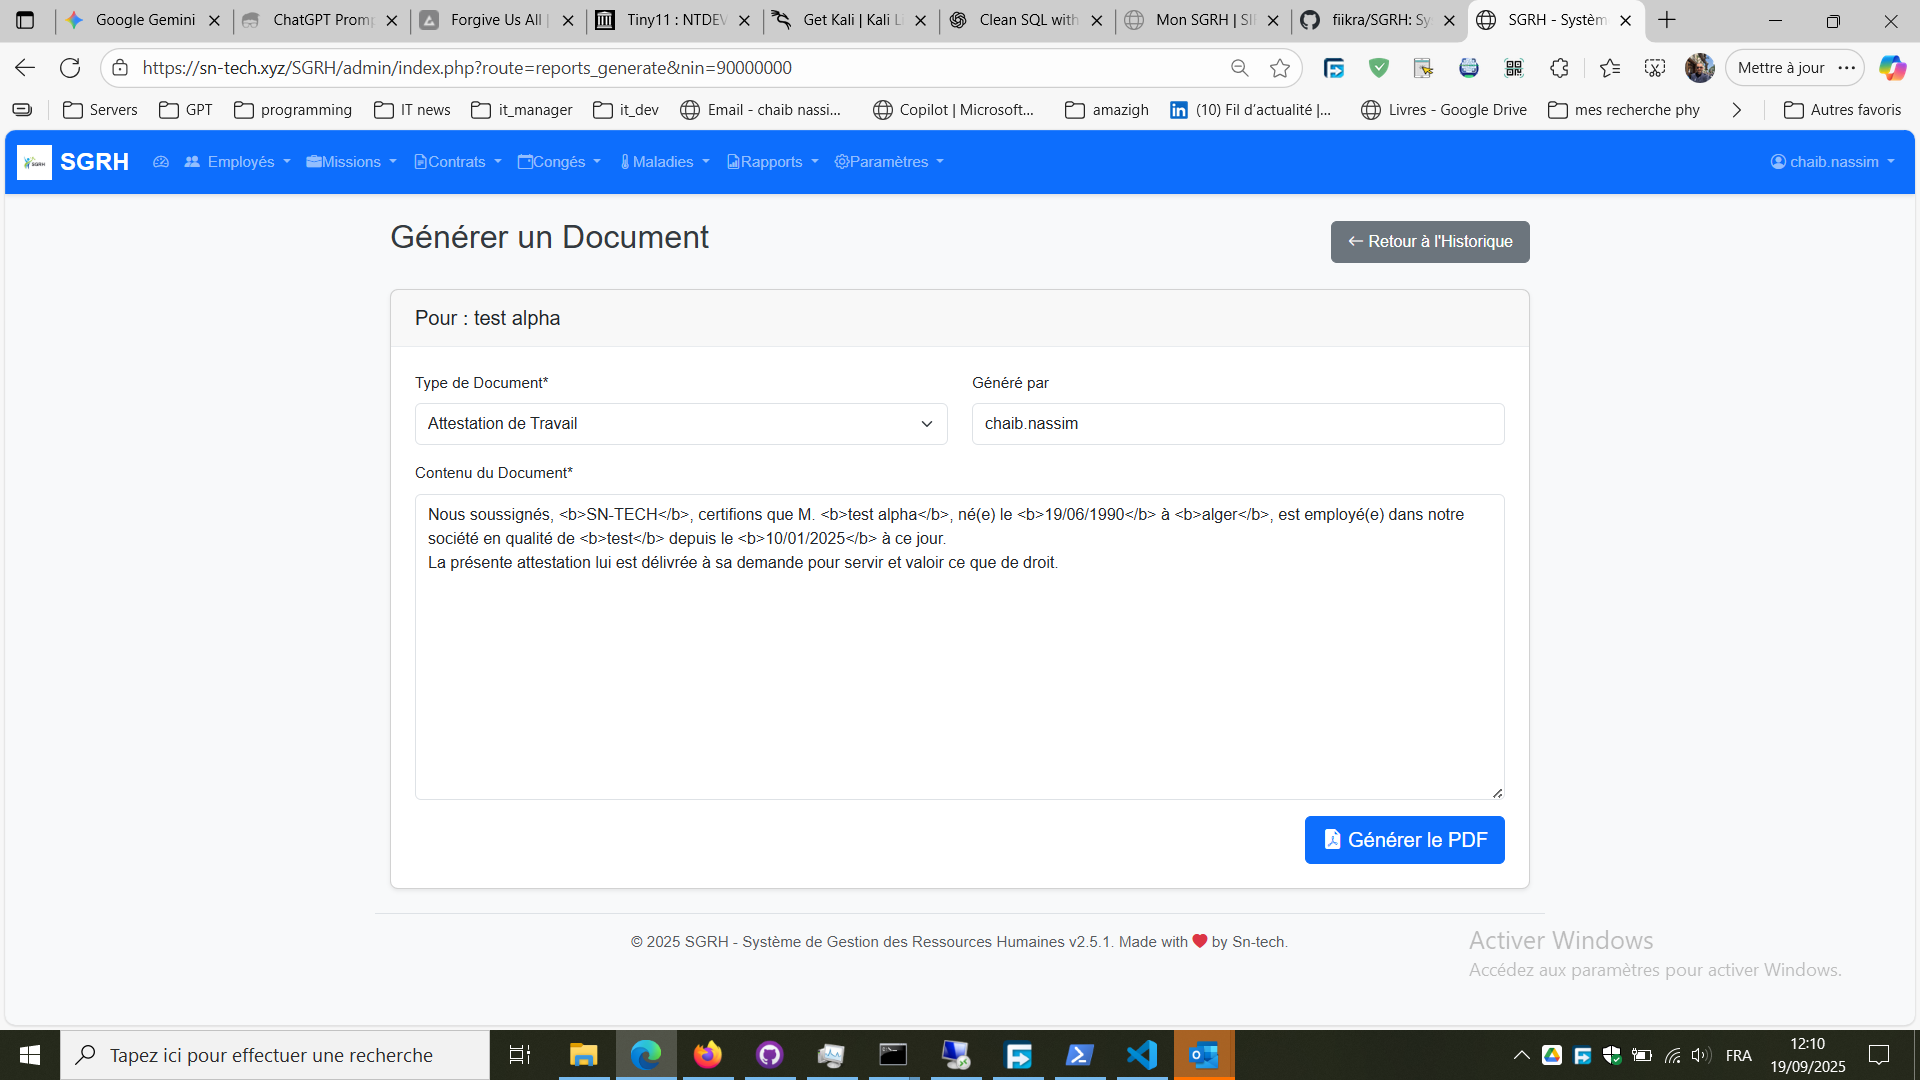 Google Gemini
ChatGPT Promp
Forgive Us All |
Tiny11 : NTDEV
Get Kali | Kali Li
Clean SQL with
Mon SGRH | SII
fiikra/SGRH: Sy
SGRH - Systèm
https://sn-tech.xyz/SGRH/admin/index.php?route=reports_generate&nin=90000000
Mettre à jour
Servers
GPT
programming
IT news
it_manager
it_dev
Email - chaib nassi...
Copilot | Microsoft...
amazigh
(10) Fil d'actualité |...
Livres - Google Drive
mes recherche phy
Autres favoris
SGRH
Employés
Missions
Contrats
Congés
Maladies
Rapports
Paramètres
chaib.nassim
Générer un Document
← Retour à l'Historique
Pour : test alpha
Type de Document*
Généré par
Attestation de Travail
chaib.nassim
Contenu du Document*
Nous soussignés, <b>SN-TECH</b>, certifions que M. <b>test alpha</b>, né(e) le <b>19/06/1990</b> à <b>alger</b>, est employé(e) dans notre
société en qualité de <b>test</b> depuis le <b>10/01/2025</b> à ce jour.
La présente attestation lui est délivrée à sa demande pour servir et valoir ce que de droit.
Générer le PDF
© 2025 SGRH - Système de Gestion des Ressources Humaines v2.5.1. Made with ❤ by Sn-tech.
Activer Windows
Accédez aux paramètres pour activer Windows.
Tapez ici pour effectuer une recherche
FRA
12:10
19/09/2025